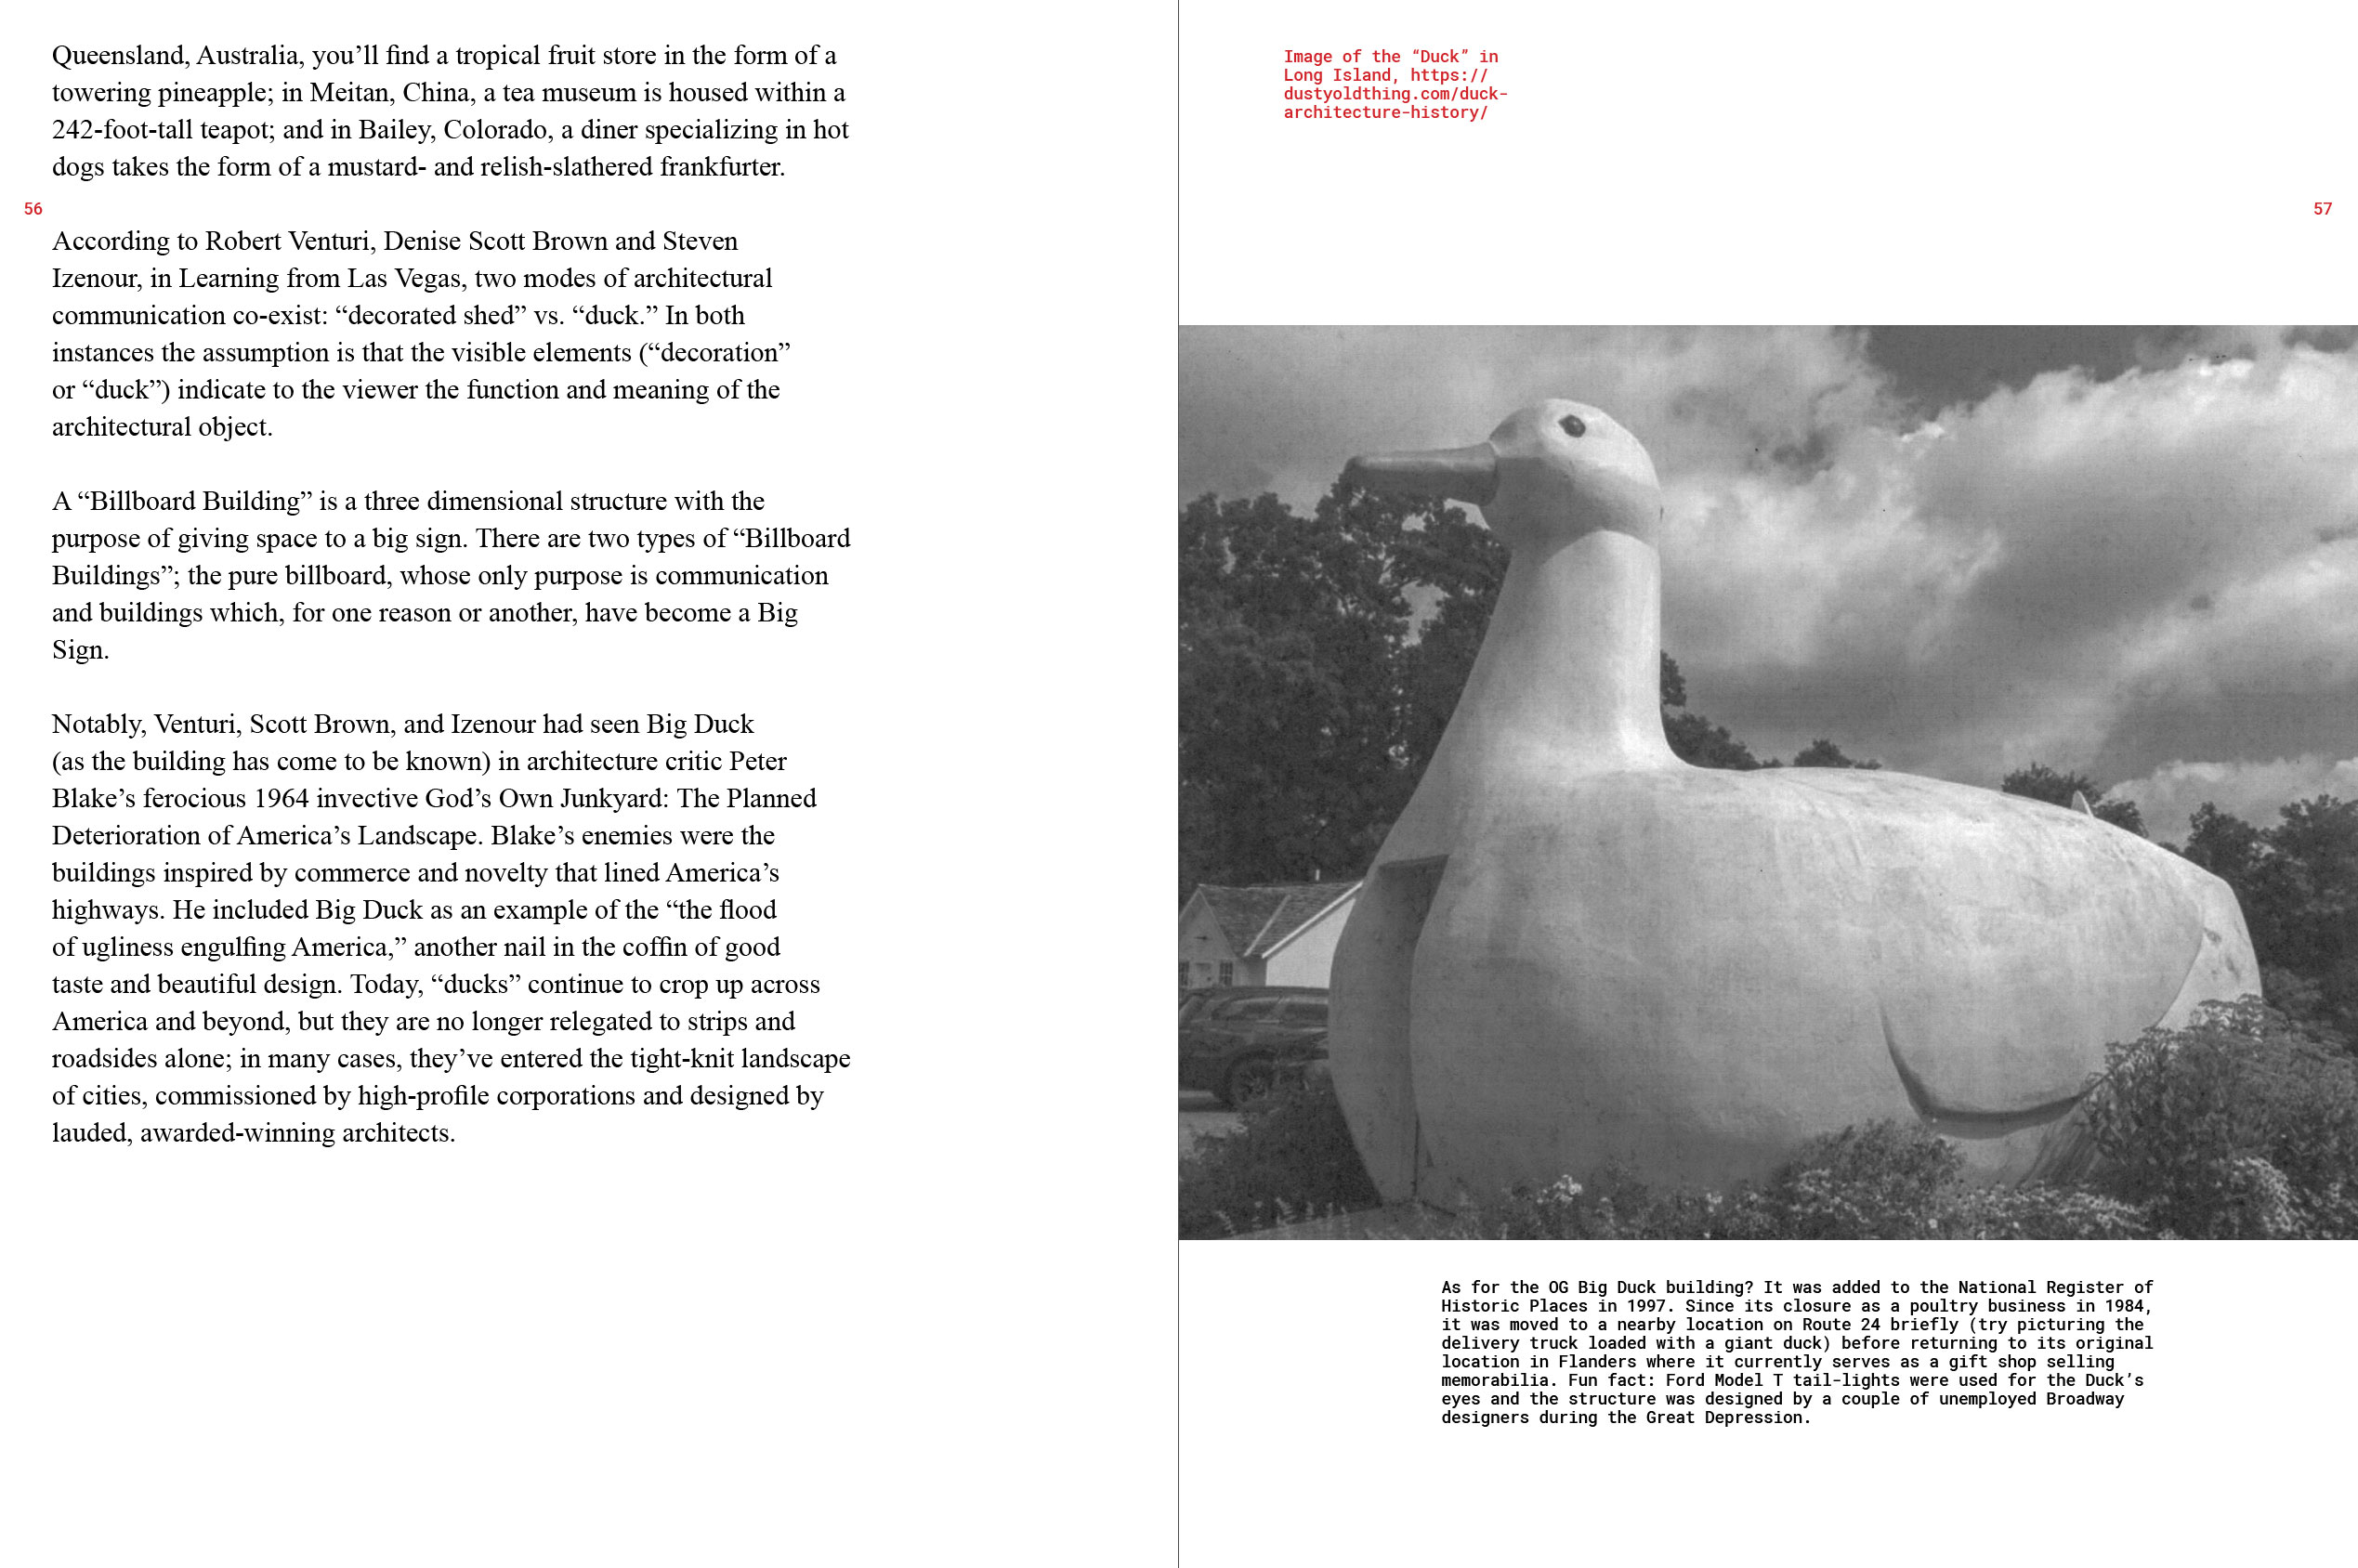 Queensland, Australia, you’ll find a tropical fruit store in the form of a
towering pineapple; in Meitan, China, a tea museum is housed within a
242-foot-tall teapot; and in Bailey, Colorado, a diner specializing in hot
dogs takes the form of a mustard- and relish-slathered frankfurter.
56
According to Robert Venturi, Denise Scott Brown and Steven
Izenour, in Learning from Las Vegas, two modes of architectural
communication co-exist: “decorated shed” vs. “duck.” In both
instances the assumption is that the visible elements (“decoration”
or “duck”) indicate to the viewer the function and meaning of the
architectural object.
A “Billboard Building” is a three dimensional structure with the
purpose of giving space to a big sign. There are two types of “Billboard
Buildings”; the pure billboard, whose only purpose is communication
and buildings which, for one reason or another, have become a Big
Sign.
Notably, Venturi, Scott Brown, and Izenour had seen Big Duck
(as the building has come to be known) in architecture critic Peter
Blake’s ferocious 1964 invective God’s Own Junkyard: The Planned
Deterioration of America’s Landscape. Blake’s enemies were the
buildings inspired by commerce and novelty that lined America’s
highways. He included Big Duck as an example of the “the flood
of ugliness engulfing America,” another nail in the coffin of good
taste and beautiful design. Today, “ducks” continue to crop up across
America and beyond, but they are no longer relegated to strips and
roadsides alone; in many cases, they’ve entered the tight-knit landscape
of cities, commissioned by high-profile corporations and designed by
lauded, awarded-winning architects.
Image of the “Duck” in
Long Island, https://
dustyoldthing.com/duck-
architecture-history/
57
As for the OG Big Duck building? It was added to the National Register of
Historic Places in 1997. Since its closure as a poultry business in 1984,
it was moved to a nearby location on Route 24 briefly (try picturing the
delivery truck loaded with a giant duck) before returning to its original
location in Flanders where it currently serves as a gift shop selling
memorabilia. Fun fact: Ford Model T tail-lights were used for the Duck’s
eyes and the structure was designed by a couple of unemployed Broadway
designers during the Great Depression.